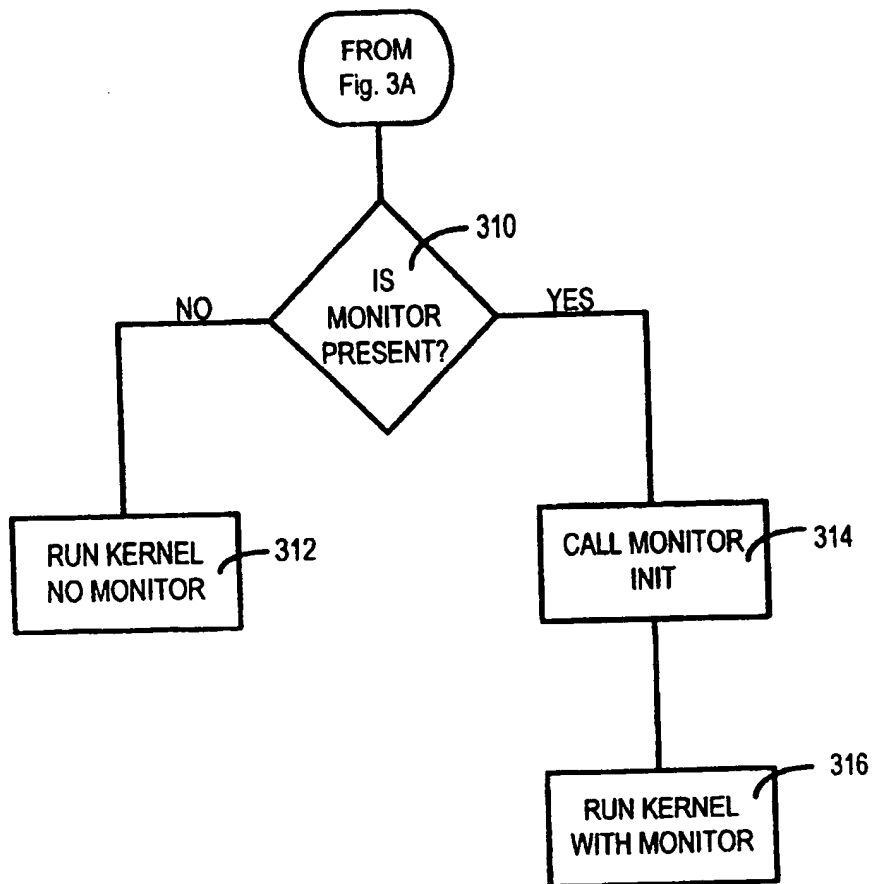 FROM
Fig. 3A
310
IS
MONITOR
PRESENT?
NO
YES
RUN KERNEL
NO MONITOR
312
CALL MONITOR
INIT
314
RUN KERNEL
WITH MONITOR
316